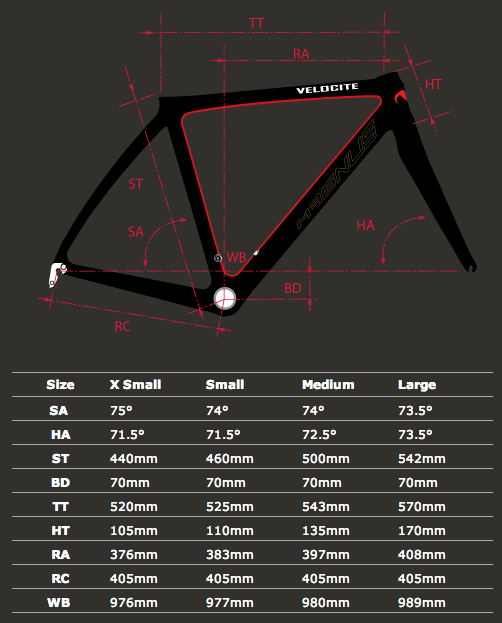 TT
RA
VELOCITE
HT
MAGNUS
ST
SA
HA
WB
BD
RC
Size X Small Small Medium Large
SA 75° 74° 74° 73.5°
HA 71.5° 71.5° 72.5° 73.5°
ST 440mm 460mm 500mm 542mm
BD 70mm 70mm 70mm 70mm
TT 520mm 525mm 543mm 570mm
HT 105mm 110mm 135mm 170mm
RA 376mm 383mm 397mm 408mm
RC 405mm 405mm 405mm 405mm
WB 976mm 977mm 980mm 989mm